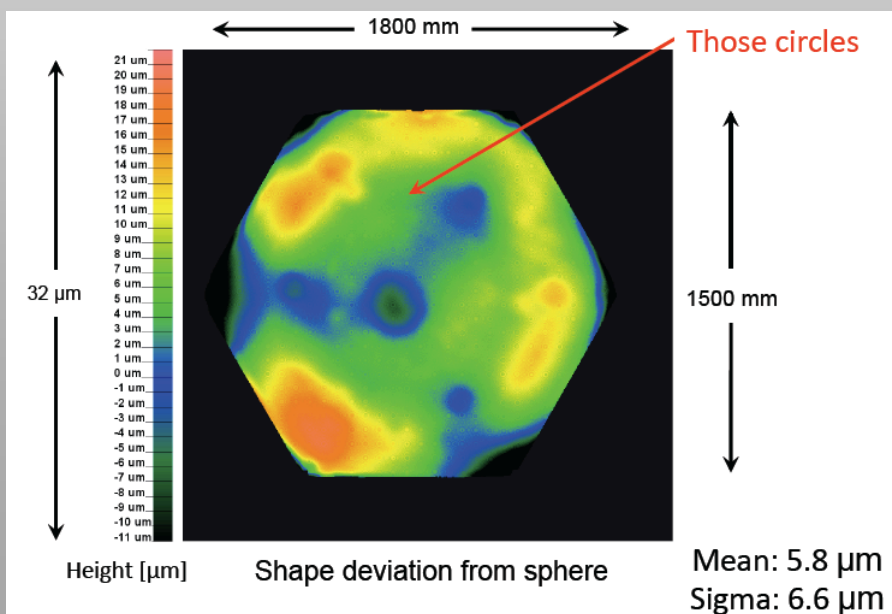 1800 mm
Those circles
21 um
20 um
19 um
18 um
17 um
16 um
14 um
13 um
12 um
11 um
10 um
9 um
8 um
7 um
6 um
5 um
4 um
3 um
2 um
1 um
0 um
-1 um
-2 um
-3 um
-4 um
-5 um
-6 um
-7 um
-8 um
-9 um
-10 um
-11 um
32 µm
1500 mm
Height [µm]
Shape deviation from sphere
Mean: 5.8 µm
Sigma: 6.6 µm